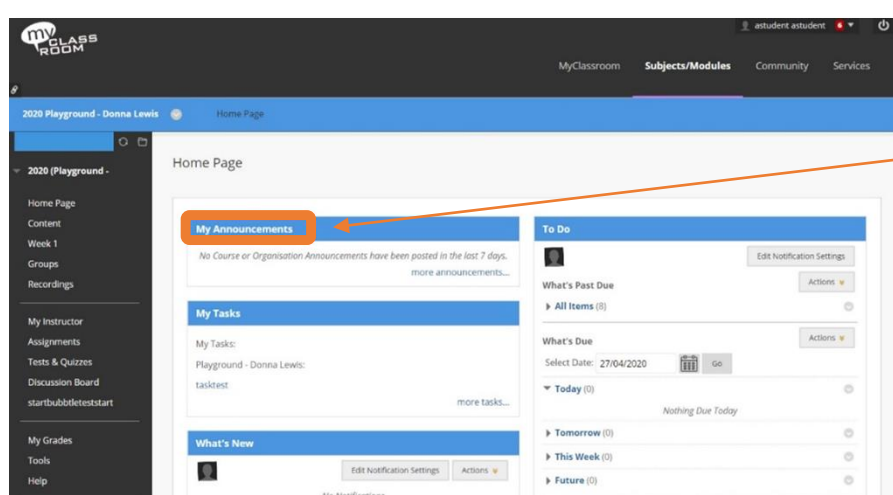 my
CLASS
ROOM
astudent astudent 6
MyClassroom Subjects/Modules Community Services
2020 Playground - Donna Lewis Home Page
2020 (Playground -
Home Page
Home Page
Content
Week 1
Groups
Recordings
My Instructor
Assignments
Tests & Quizzes
Discussion Board
startbubbtleteststart
My Grades
Tools
Help
My Announcements
No Course or Organisation Announcements have been posted in the last 7 days.
more announcements...
My Tasks
My Tasks:
Playground - Donna Lewis:
tasktest
more tasks...
What's New
Edit Notification Settings Actions
No Notifications
To Do
Edit Notification Settings
What's Past Due Actions
All Items (8)
What's Due Actions
Select Date: 27/04/2020 Go
Today (0)
Nothing Due Today
Tomorrow (0)
This Week (0)
Future (0)